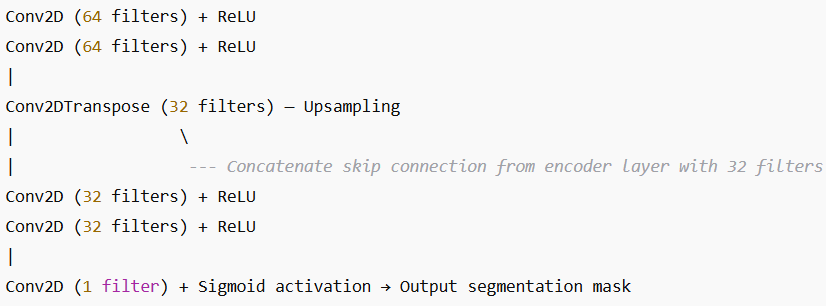 Conv2D (64 filters) + ReLU
Conv2D (64 filters) + ReLU
|
Conv2DTranspose (32 filters) — Upsampling
|                 \
|                  --- Concatenate skip connection from encoder layer with 32 filters
Conv2D (32 filters) + ReLU
Conv2D (32 filters) + ReLU
|
Conv2D (1 filter) + Sigmoid activation → Output segmentation mask